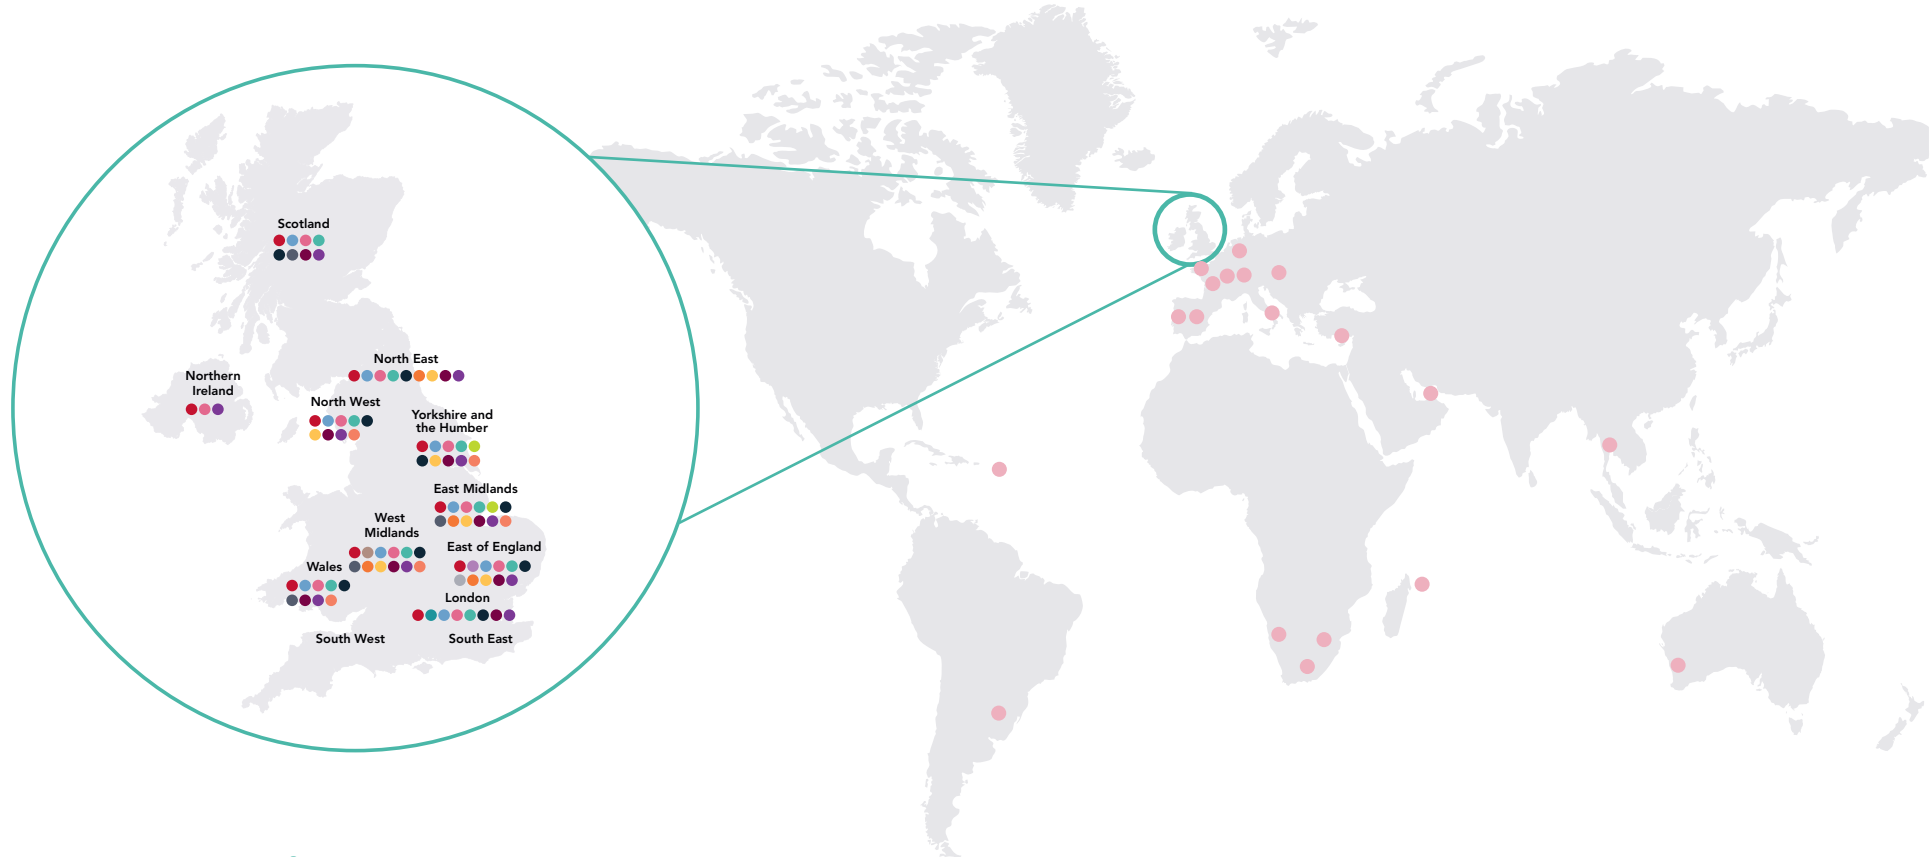 Scotland
North East
Northern
Ireland
North West
Yorkshire and
the Humber
East Midlands
West
Midlands
East of England
Wales
London
South West
South East